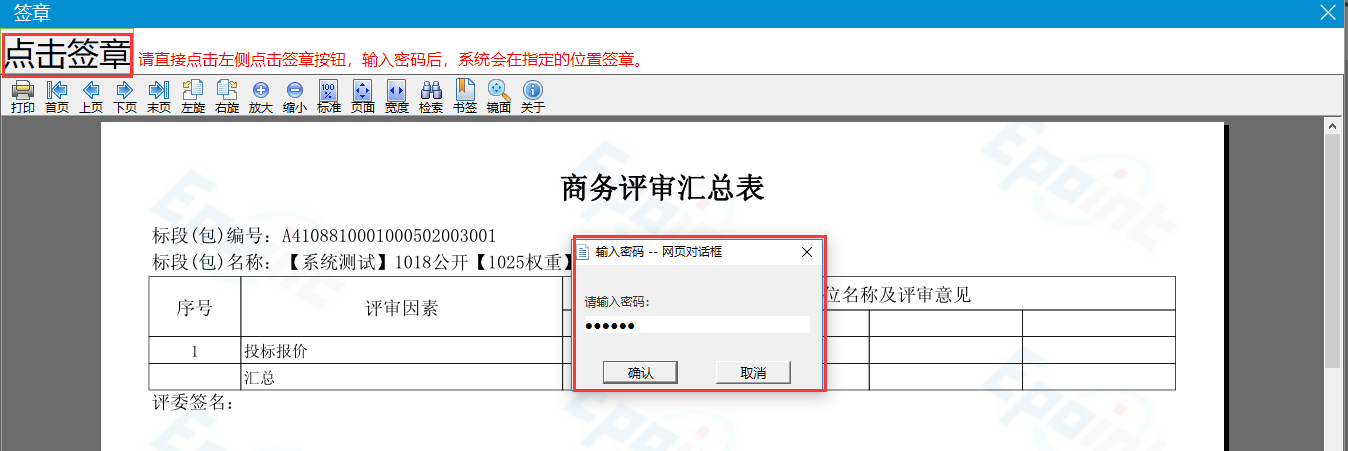 签章
点击签章 请直接点击左侧点击签章按钮，输入密码后，系统会在指定的位置签章。
打印 首页 上页 下页 末页 左旋 右旋 放大 缩小 标准 页面 宽度 检索 书签 镜面 关于
商务评审汇总表
标段(包)编号：A4108810001000502003001
标段(包)名称：【系统测试】1018公开【1025权重】
序号 评审因素 位名称及评审意见
1 投标报价
汇总
评委签名：
输入密码 -- 网页对话框
请输入密码：
●●●●●●
确认 取消
Epoint
Epoint
Epoint
Epoint
Epoint
Epoint